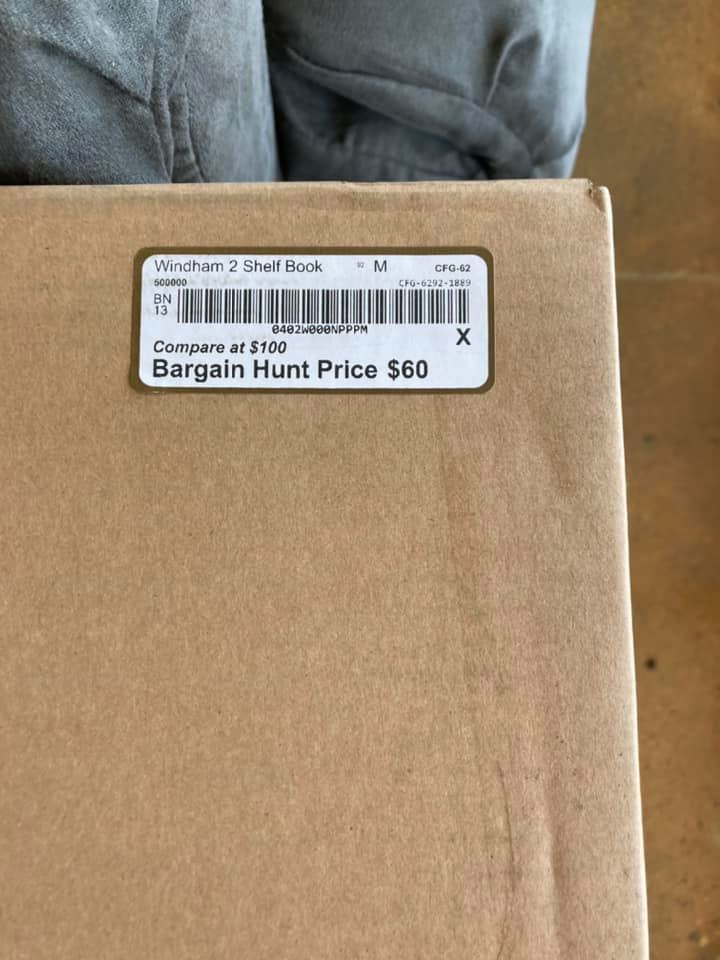 Windham 2 Shelf Book 92 M CFG-62
500000 CFG-6292-1889
BN
13
0402W000NPPPM
X
Compare at $100
Bargain Hunt Price $60